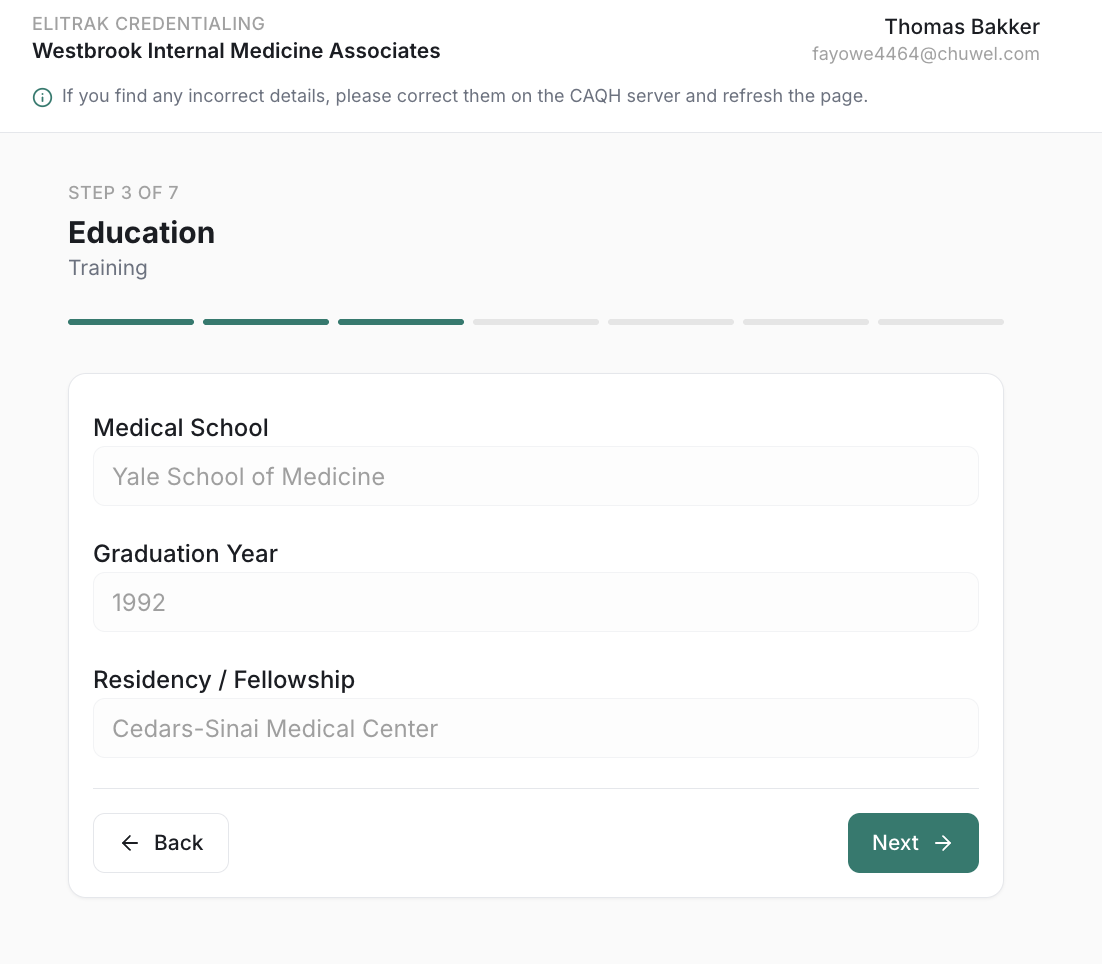 ELITRAK CREDENTIALING
Westbrook Internal Medicine Associates
Thomas Bakker
fayowe4464@chuwel.com
If you find any incorrect details, please correct them on the CAQH server and refresh the page.
STEP 3 OF 7
Education
Training
Medical School
Yale School of Medicine
Graduation Year
1992
Residency / Fellowship
Cedars-Sinai Medical Center
Back
Next